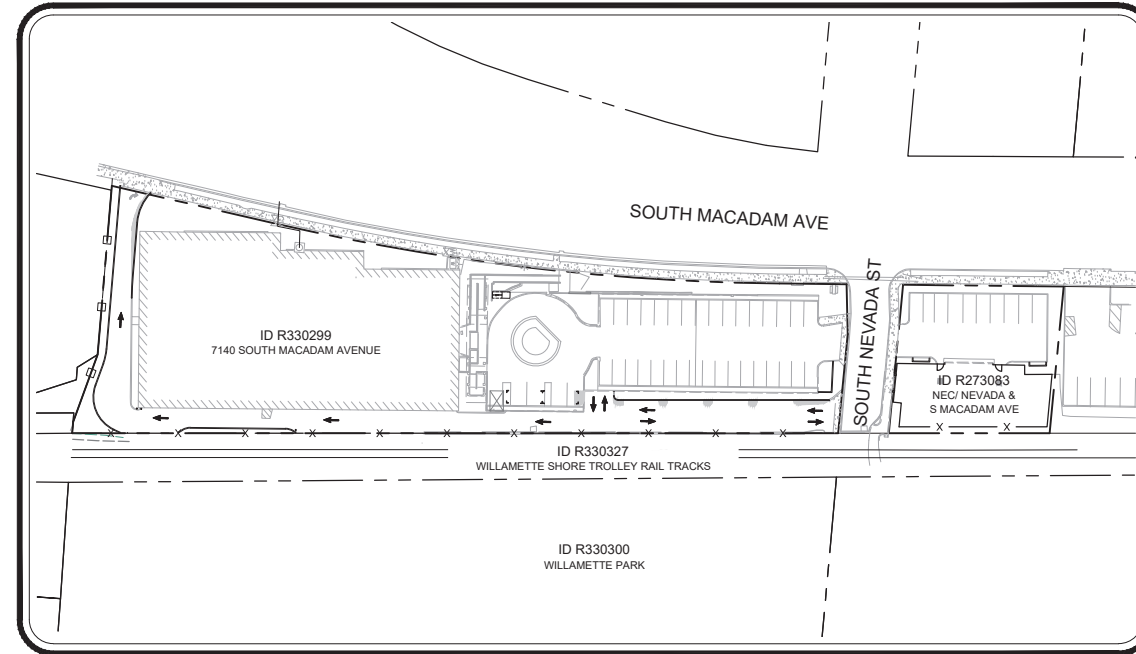 SOUTH MACADAM AVE
SOUTH NEVADA ST
ID R330299
7140 SOUTH MACADAM AVENUE
ID R273083
NEC/ NEVADA &
S MACADAM AVE
ID R330327
WILLAMETTE SHORE TROLLEY RAIL TRACKS
ID R330300
WILLAMETTE PARK